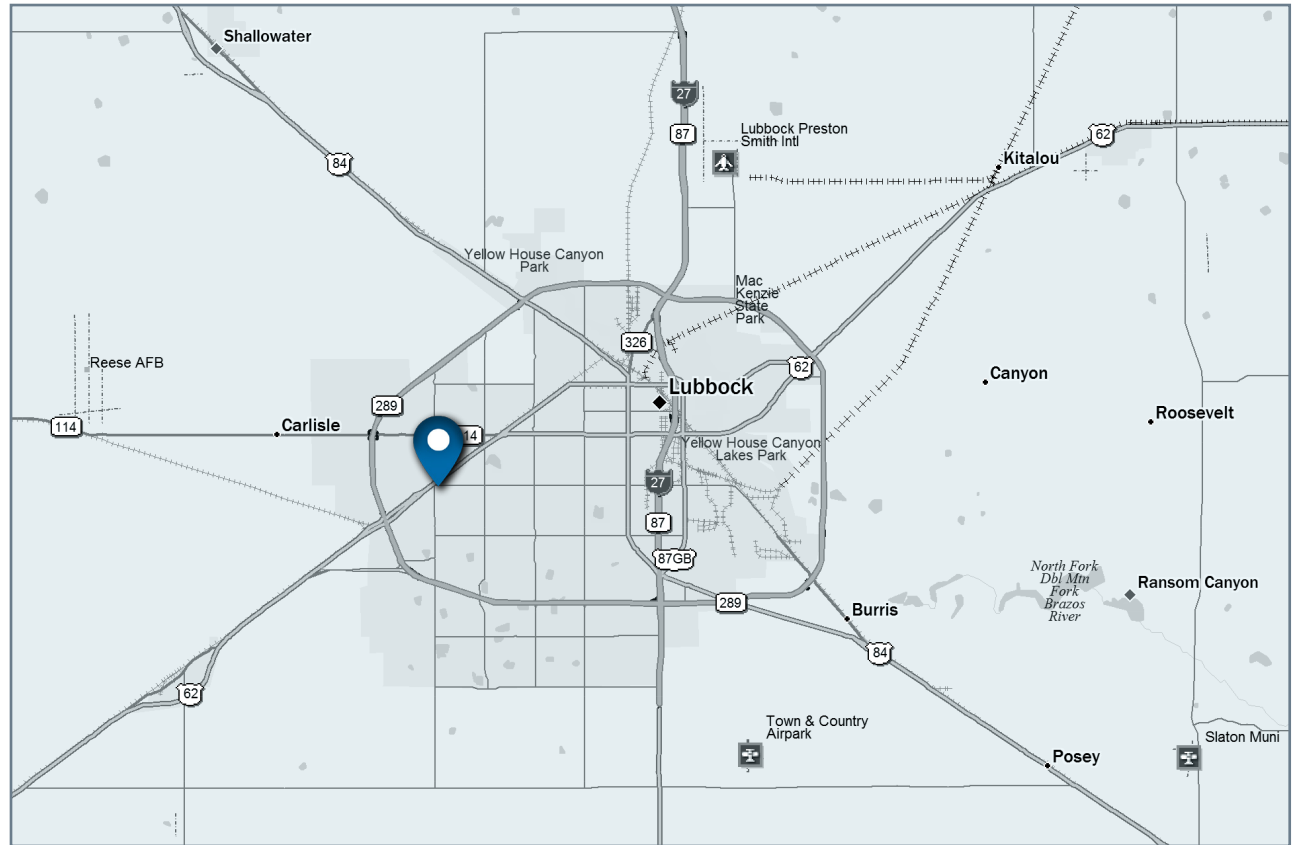 Shallowater
27
87
Lubbock Preston
Smith Intl
62
Kitalou
84
Yellow House Canyon
Park
Mac
Kenzie
State
Park
326
Reese AFB
62
Canyon
Lubbock
289
Roosevelt
114
Carlisle
14
Yellow House Canyon
Lakes Park
27
87
87GB
North Fork
Dbl Mtn
Fork
Brazos
River
Ransom Canyon
289
Burris
84
62
Town & Country
Airpark
Slaton Muni
Posey